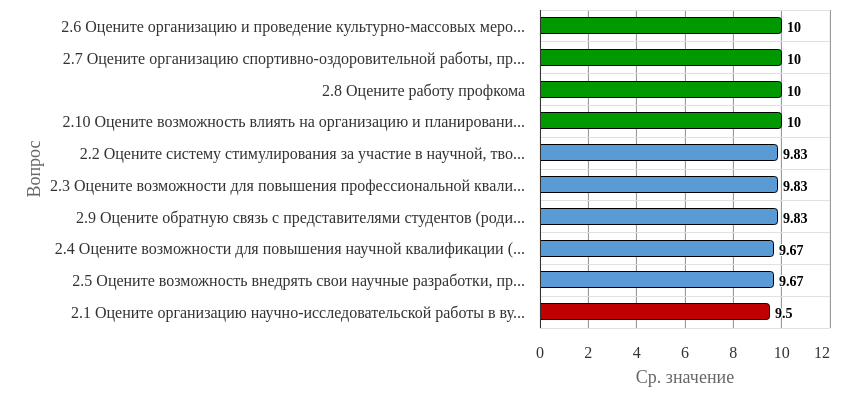 2.6 Оцените организацию и проведение культурно-массовых меро... 10
2.7 Оцените организацию спортивно-оздоровительной работы, пр... 10
2.8 Оцените работу профкома 10
2.10 Оцените возможность влиять на организацию и планировани... 10
2.2 Оцените систему стимулирования за участие в научной, тво... 9.83
2.3 Оцените возможности для повышения профессиональной квали... 9.83
2.9 Оцените обратную связь с представителями студентов (роди... 9.83
2.4 Оцените возможности для повышения научной квалификации (... 9.67
2.5 Оцените возможность внедрять свои научные разработки, пр... 9.67
2.1 Оцените организацию научно-исследовательской работы в ву... 9.5
Вопрос
0 2 4 6 8 10 12
Ср. значение